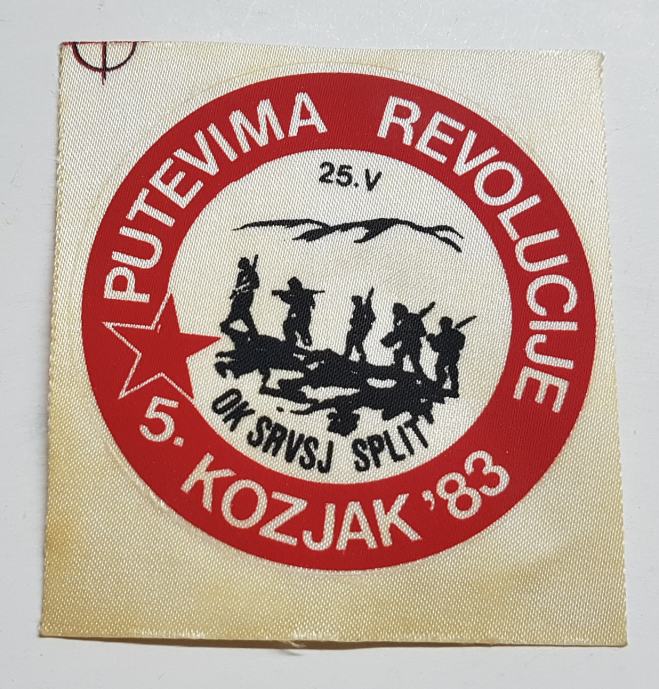 PUTEVIMA REVOLUCIJE
25.V
OK SRVSJ SPLIT
5. KOZJAK '83